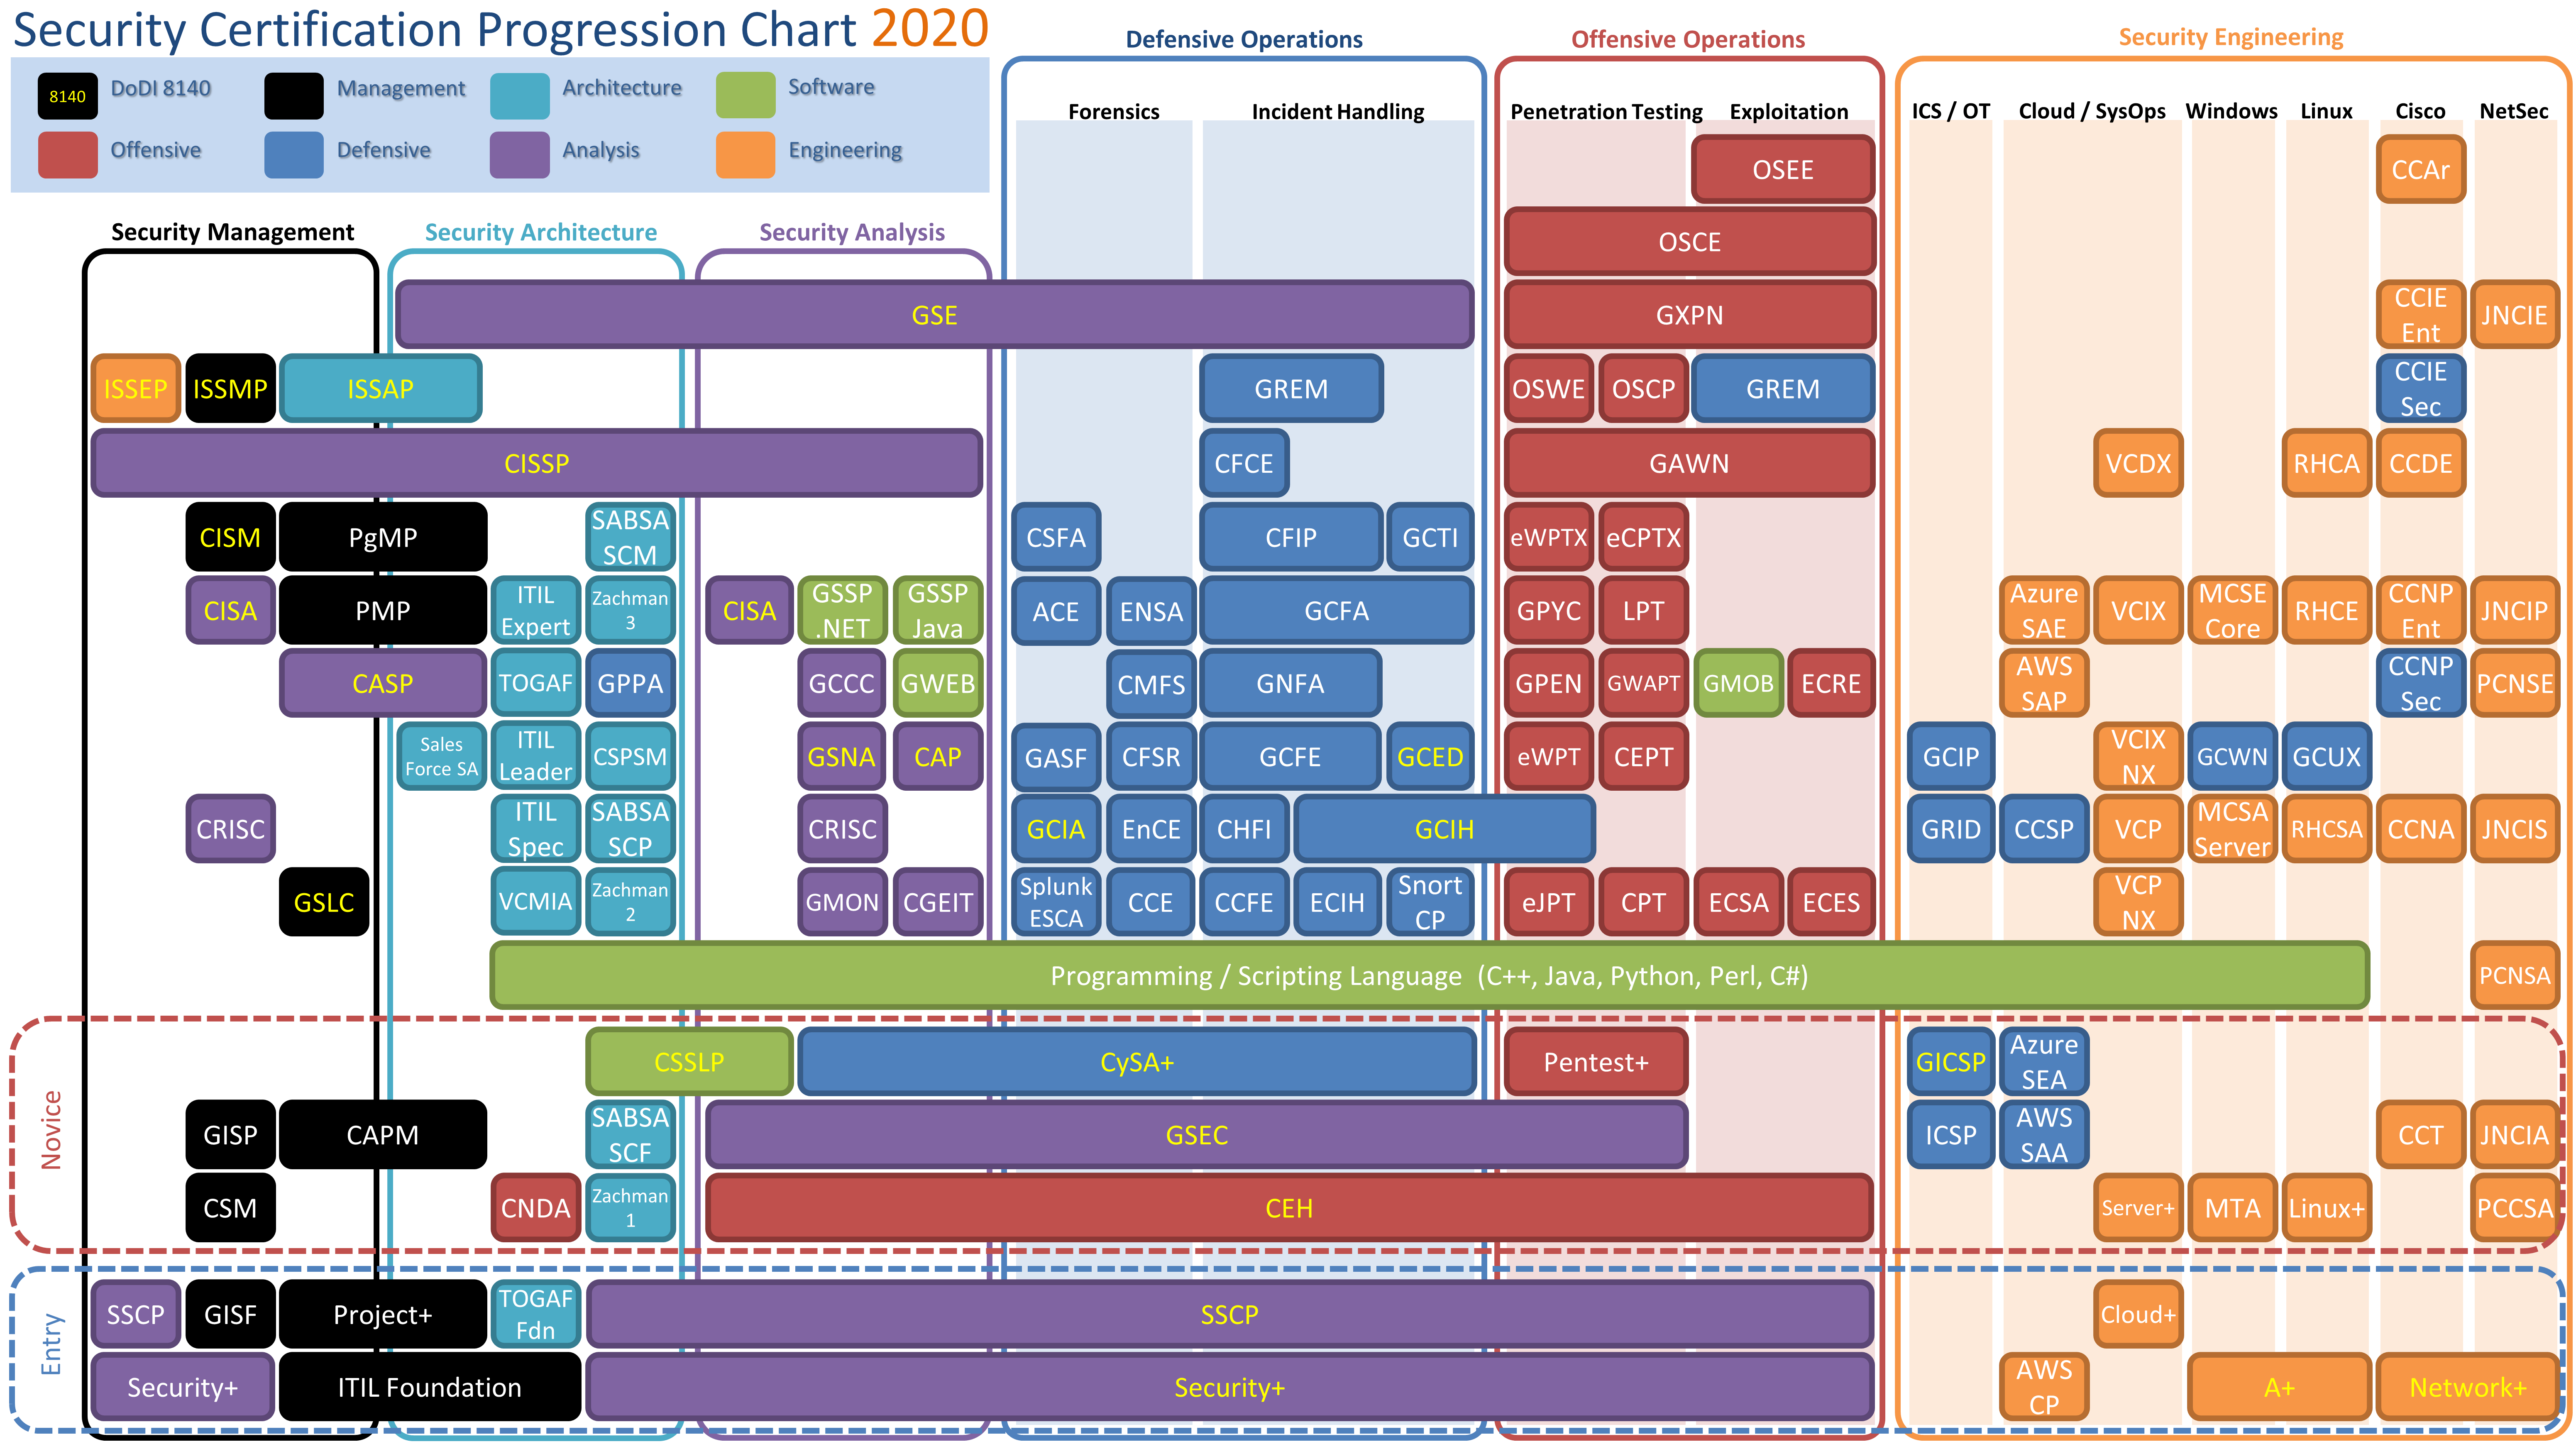 Security Certification Progression Chart 2020
8140 DoDI 8140
Management
Architecture
Software
Offensive
Defensive
Analysis
Engineering
Defensive Operations
Offensive Operations
Security Engineering
Forensics
Incident Handling
Penetration Testing
Exploitation
ICS / OT
Cloud / SysOps
Windows
Linux
Cisco
NetSec
OSEE
CCAr
Security Management
Security Architecture
Security Analysis
OSCE
GSE
GXPN
CCIE
Ent
JNCIE
ISSEP
ISSMP
ISSAP
GREM
OSWE
OSCP
GREM
CCIE
Sec
CISSP
CFCE
GAWN
VCDX
RHCA
CCDE
CISM
PgMP
SABSA
SCM
CSFA
CFIP
GCTI
eWPTX
eCPTX
CISA
PMP
ITIL
Expert
Zachman
3
CISA
GSSP
.NET
GSSP
Java
ACE
ENSA
GCFA
GPYC
LPT
Azure
SAE
VCIX
MCSE
Core
RHCE
CCNP
Ent
JNCIP
CASP
TOGAF
GPPA
GCCC
GWEB
CMFS
GNFA
GPEN
GWAPT
GMOB
ECRE
AWS
SAP
CCNP
Sec
PCNSE
Sales
Force SA
ITIL
Leader
CSPSM
GSNA
CAP
GASF
CFSR
GCFE
GCED
eWPT
CEPT
GCIP
VCIX
NX
GCWN
GCUX
CRISC
ITIL
Spec
SABSA
SCP
CRISC
GCIA
EnCE
CHFI
GCIH
GRID
CCSP
VCP
MCSA
Server
RHCSA
CCNA
JNCIS
GSLC
VCMIA
Zachman
2
GMON
CGEIT
Splunk
ESCA
CCE
CCFE
ECIH
Snort
CP
eJPT
CPT
ECSA
ECES
VCP
NX
Programming / Scripting Language (C++, Java, Python, Perl, C#)
PCNSA
Novice
CSSLP
CySA+
Pentest+
GICSP
Azure
SEA
GISP
CAPM
SABSA
SCF
GSEC
ICSP
AWS
SAA
CCT
JNCIA
CSM
CNDA
Zachman
1
CEH
Server+
MTA
Linux+
PCCSA
Entry
SSCP
GISF
Project+
TOGAF
Fdn
SSCP
Cloud+
Security+
ITIL Foundation
Security+
AWS
CP
A+
Network+